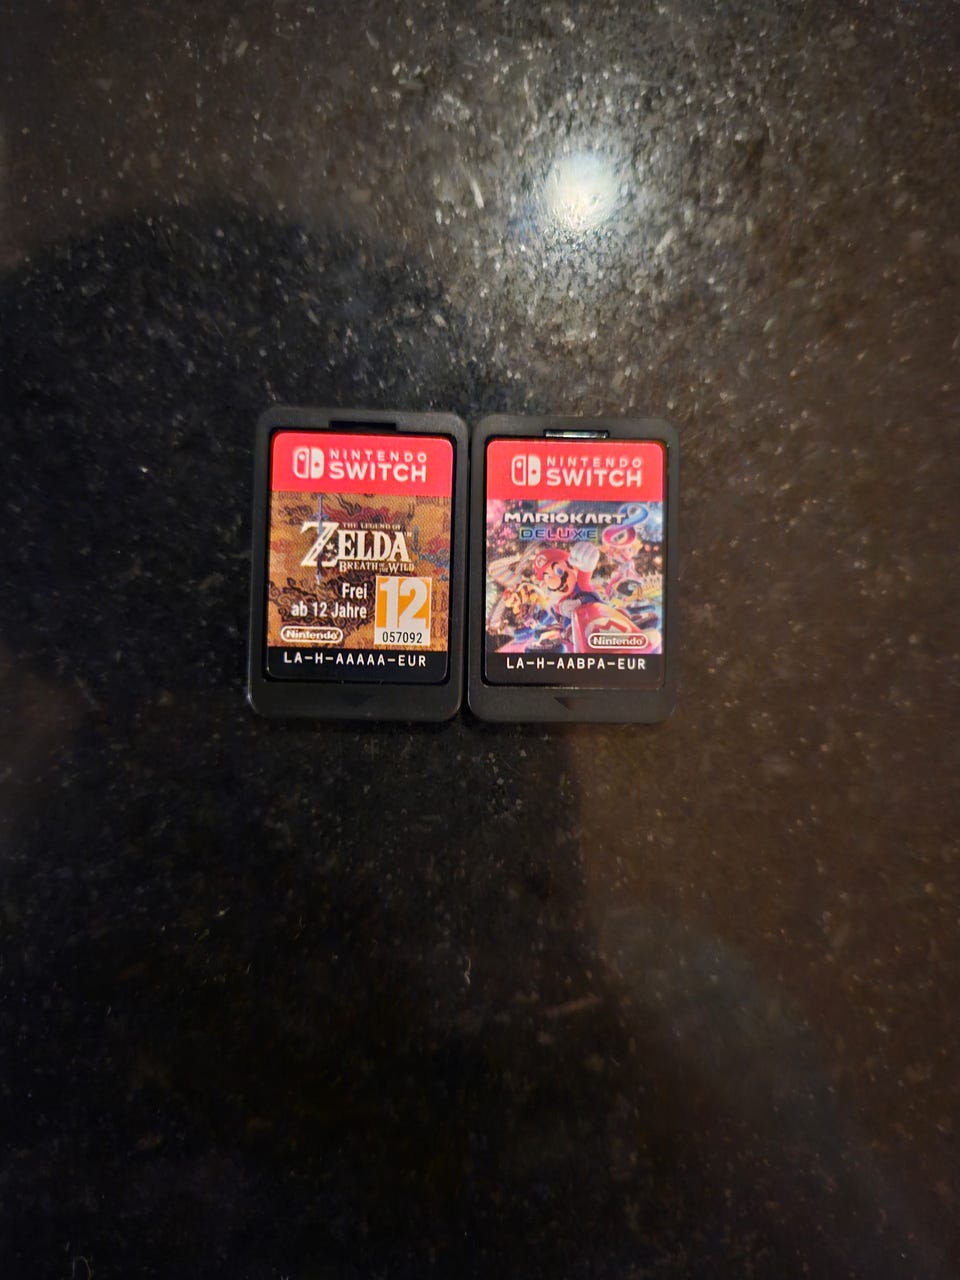 NINTENDO
SWITCH
THE LEGEND OF
ZELDA
BREATH OF THE WILD
Frei
ab 12 Jahre
12
057092
Nintendo
LA-H-AAAAA-EUR
NINTENDO
SWITCH
MARIOKART 8
DELUXE
Nintendo
LA-H-AABPA-EUR